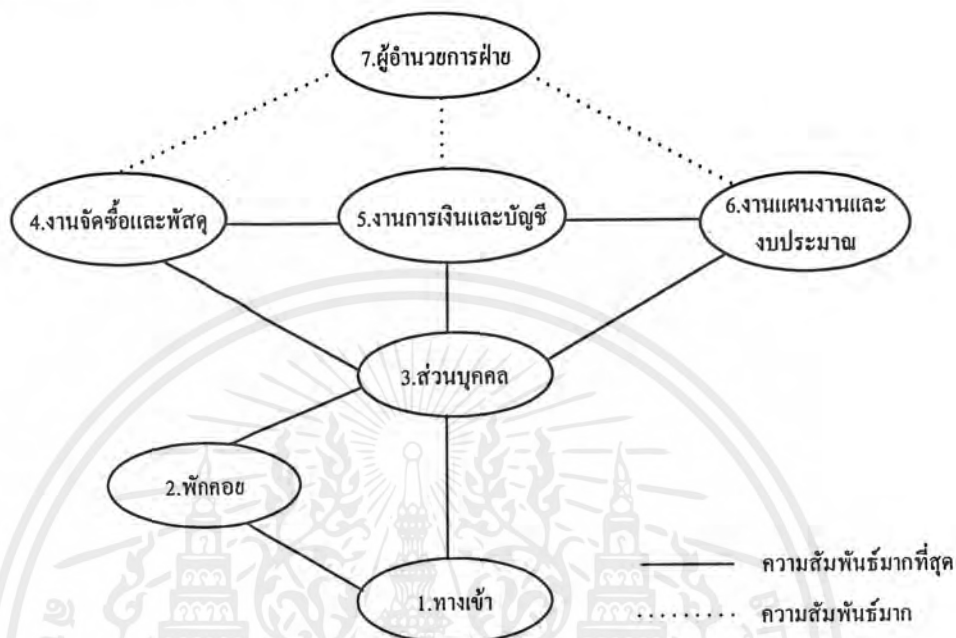 7.ผู้อำนวยการฝ่าย
4.งานจัดซื้อและพัสดุ
5.งานการเงินและบัญชี
6.งานแผนงานและ
งบประมาณ
3.ส่วนบุคคล
2.พักคอย
1.ทางเข้า
ความสัมพันธ์มากที่สุด
ความสัมพันธ์มาก